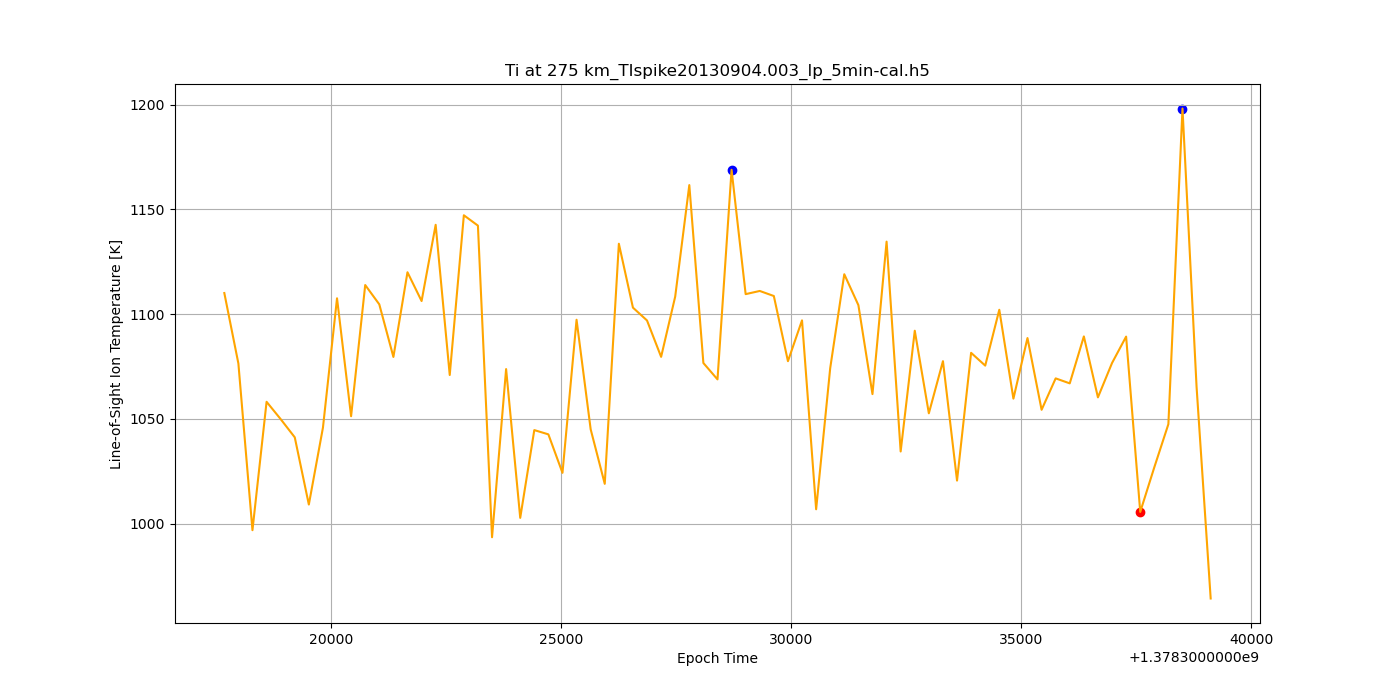 Ti at 275 km_TIspike20130904.003_lp_5min-cal.h5
1200
1150
1100
1050
1000
Line-of-Sight Ion Temperature [K]
20000 25000 30000 35000 40000
Epoch Time
+1.3783000000e9